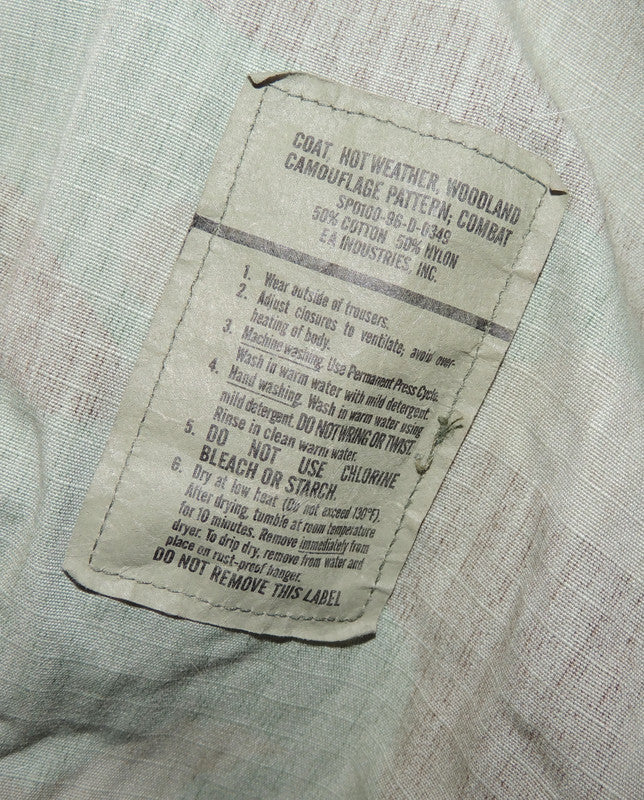 COAT, HOT WEATHER, WOODLAND
CAMOUFLAGE PATTERN; COMBAT
SPO100-96-D-0349
50% COTTON 50% NYLON
EA INDUSTRIES, INC.
1. Wear outside of trousers.
2. Adjust closures to ventilate; avoid over-
heating of body.
3. Machine washing. Use Permanent Press Cycle.
Wash in warm water with mild detergent
4. Hand washing. Wash in warm water using
mild detergent. DO NOT WRING OR TWIST
Rinse in clean warm water.
5. DO NOT USE CHLORINE
BLEACH OR STARCH.
6. Dry at low heat (Do not exceed 130°F).
After drying, tumble at room temperature
for 10 minutes. Remove immediately from
dryer. To drip dry, remove from water and
place on rust-proof hanger.
DO NOT REMOVE THIS LABEL